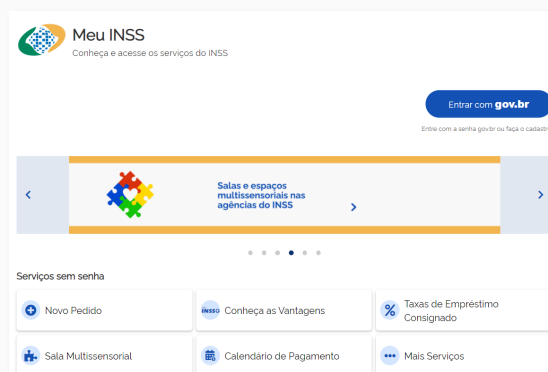 Meu INSS
Conheça e acesse os serviços do INSS
Entrar com gov.br
Entre com a senha gov.br ou faça o cadastr
Salas e espaços
multissensoriais nas
agências do INSS
Serviços sem senha
Novo Pedido
Conheça as Vantagens
Taxas de Empréstimo
Consignado
Sala Multissensorial
Calendário de Pagamento
Mais Serviços